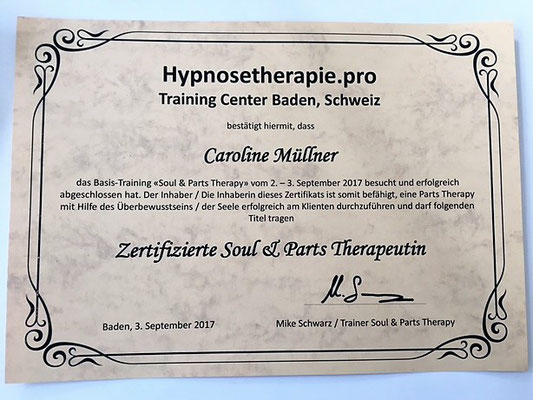 Hypnosetherapie.pro
Training Center Baden, Schweiz
bestätigt hiermit, dass
Caroline Müllner
das Basis-Training «Soul & Parts Therapy» vom 2. – 3. September 2017 besucht und erfolgreich
abgeschlossen hat. Der Inhaber / Die Inhaberin dieses Zertifikats ist somit befähigt, eine Parts Therapy
mit Hilfe des Überbewusstseins / der Seele erfolgreich am Klienten durchzuführen und darf folgenden
Titel tragen
Zertifizierte Soul & Parts Therapeutin
Baden, 3. September 2017
Mike Schwarz / Trainer Soul & Parts Therapy